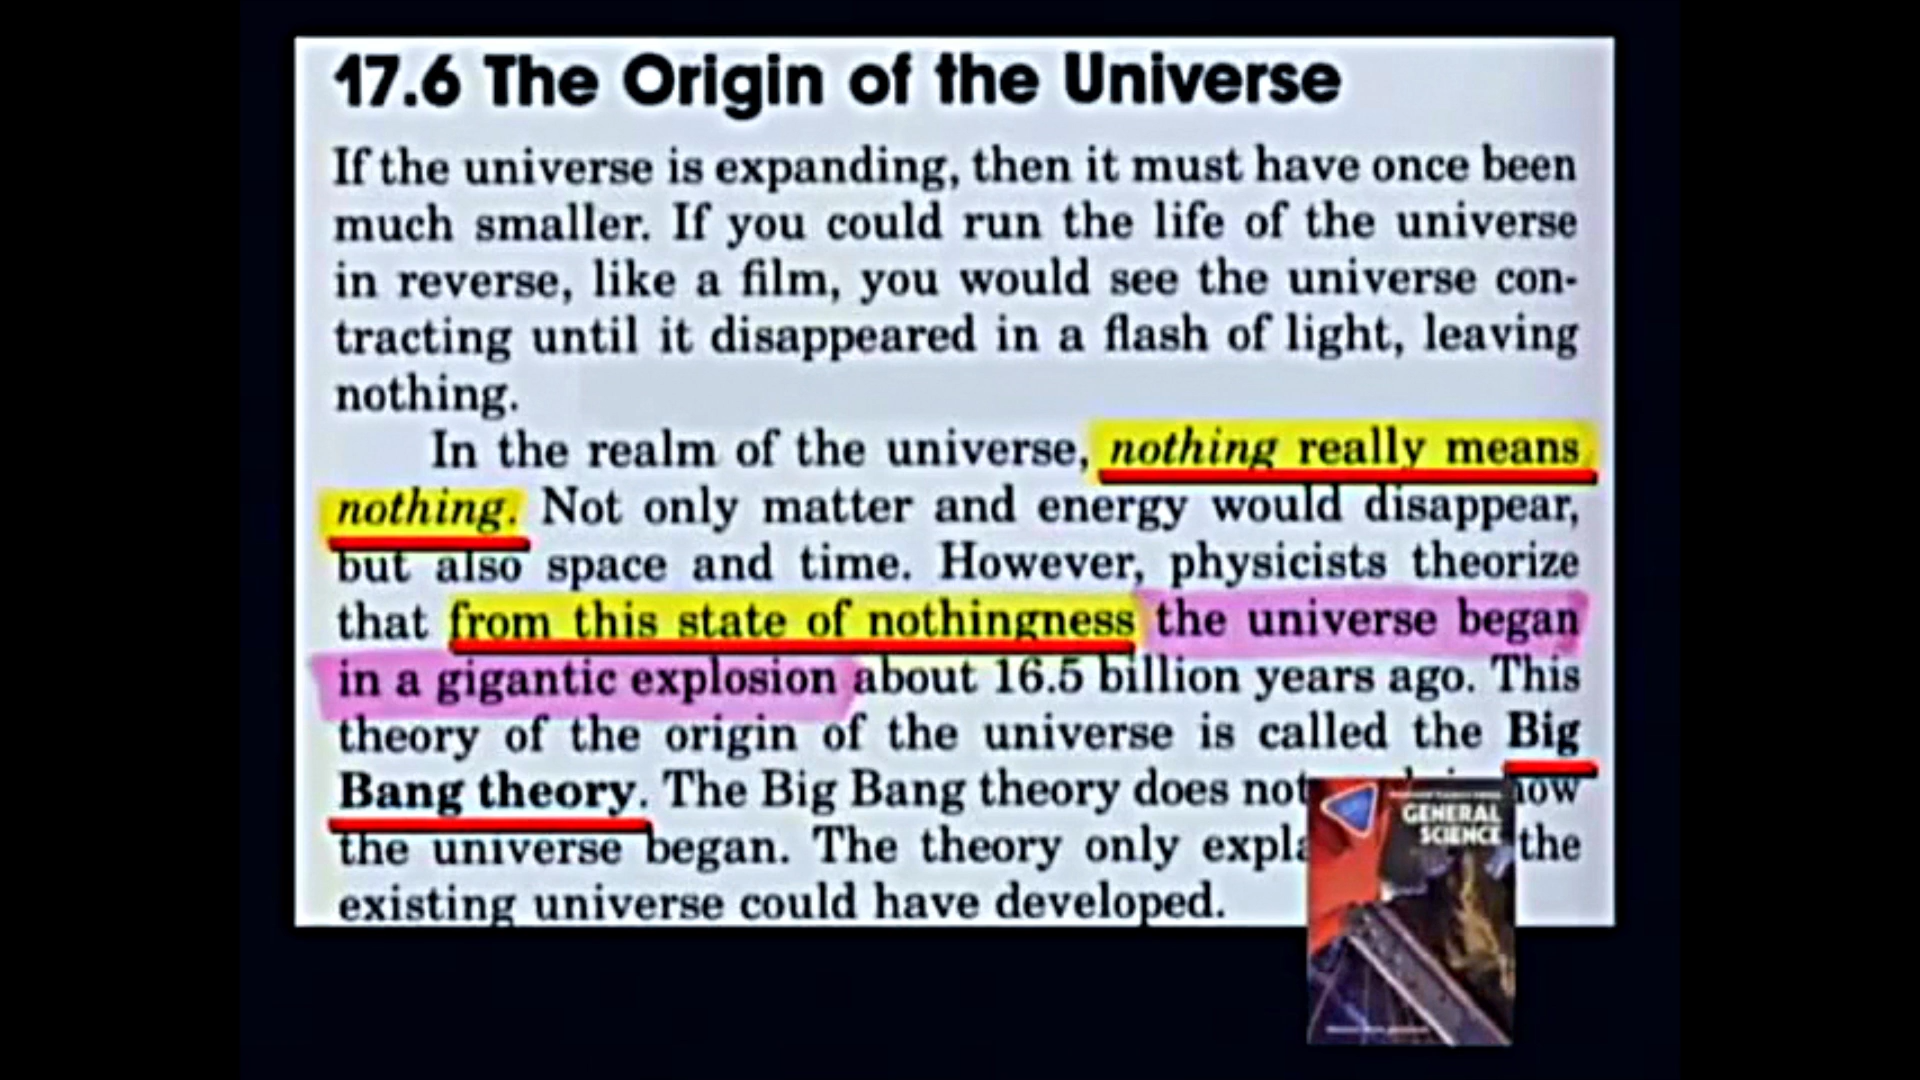 17.6 The Origin of the Universe
If the universe is expanding, then it must have once been
much smaller. If you could run the life of the universe
in reverse, like a film, you would see the universe con-
tracting until it disappeared in a flash of light, leaving
nothing.
In the realm of the universe, nothing really means
nothing. Not only matter and energy would disappear,
but also space and time. However, physicists theorize
that from this state of nothingness the universe began
in a gigantic explosion about 16.5 billion years ago. This
theory of the origin of the universe is called the Big
Bang theory. The Big Bang theory does not how
the universe began. The theory only the
existing universe could have developed.
GENERAL
SCIENCE